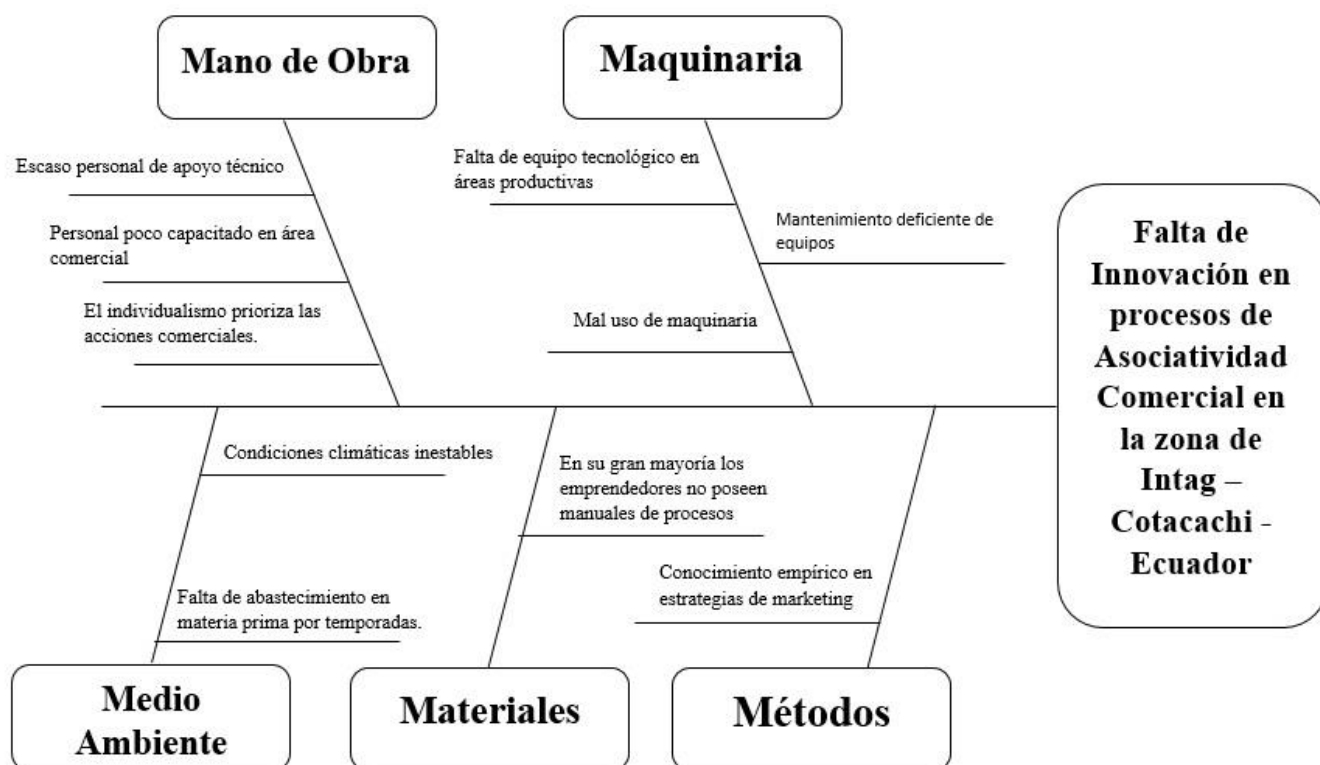 Mano de Obra
Maquinaria
Escaso personal de apoyo técnico
Personal poco capacitado en área
comercial
El individualismo prioriza las
acciones comerciales.
Falta de equipo tecnológico en
áreas productivas
Mantenimiento deficiente de
equipos
Mal uso de maquinaria
Falta de
Innovación en
procesos de
Asociatividad
Comercial en
la zona de
Intag –
Cotacachi -
Ecuador
Condiciones climáticas inestables
Falta de abastecimiento en
materia prima por temporadas.
En su gran mayoría los
emprendedores no poseen
manuales de procesos
Conocimiento empírico en
estrategias de marketing
Medio
Ambiente
Materiales
Métodos